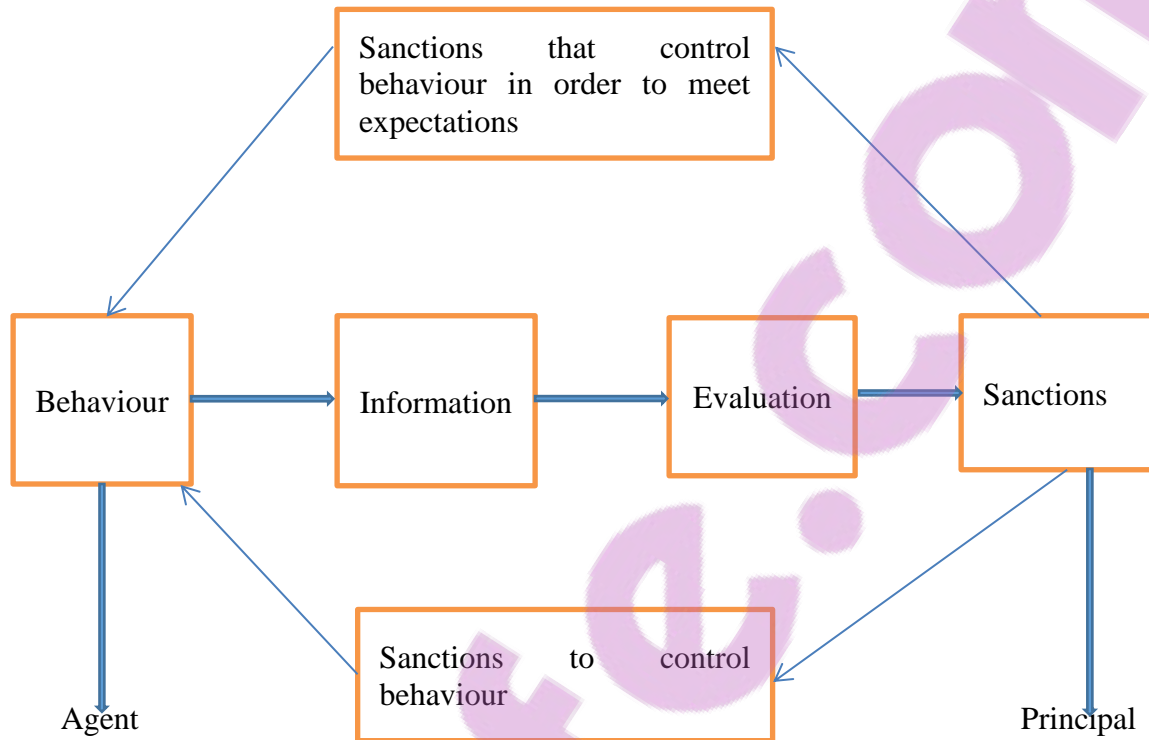 Sanctions that control
behaviour in order to meet
expectations
Behaviour
Information
Evaluation
Sanctions
Sanctions to control
behaviour
Agent
Principal